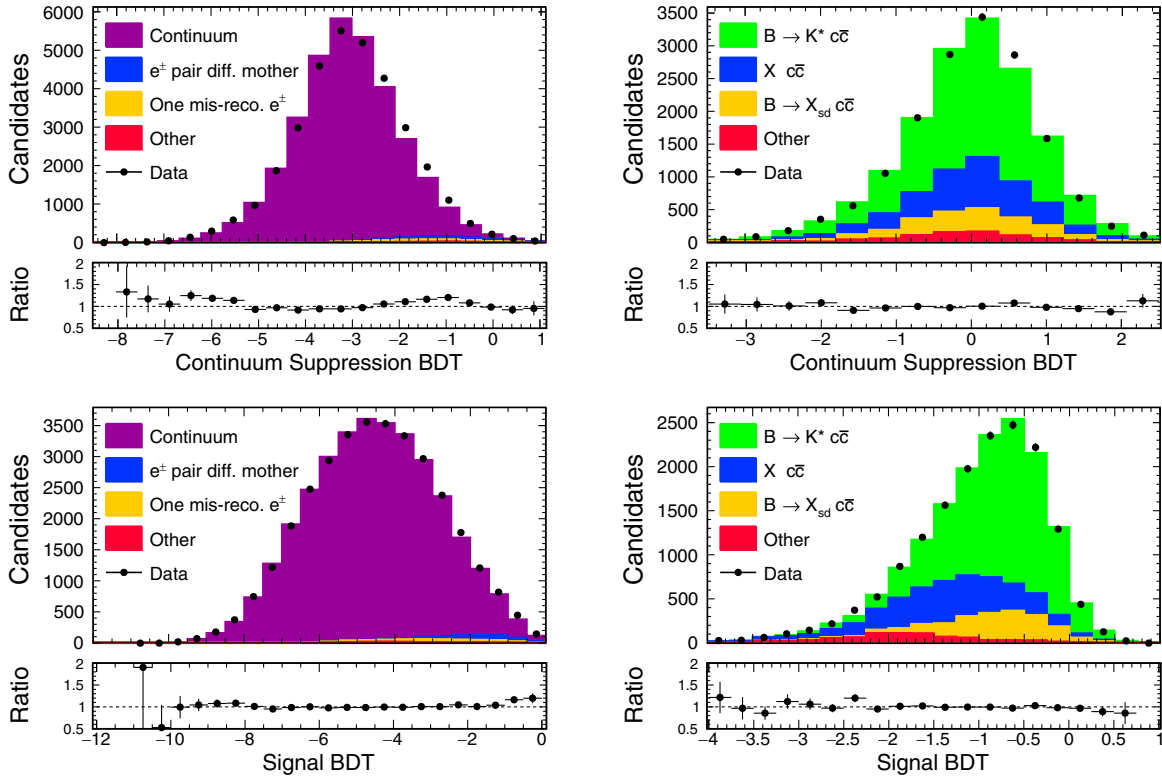 Candidates
6000
5000
4000
3000
2000
1000
0
Continuum
e± pair diff. mother
One mis-reco. e±
Other
Data
Ratio
2
1.5
1
0.5
−8 −7 −6 −5 −4 −3 −2 −1 0 1
Continuum Suppression BDT
Candidates
3500
3000
2500
2000
1500
1000
500
0
B → K* cc̄
X cc̄
B → Xsd cc̄
Other
Data
Ratio
2
1.5
1
0.5
−3 −2 −1 0 1 2
Continuum Suppression BDT
Candidates
3500
3000
2500
2000
1500
1000
500
0
Continuum
e± pair diff. mother
One mis-reco. e±
Other
Data
Ratio
2
1.5
1
0.5
−12 −10 −8 −6 −4 −2 0
Signal BDT
Candidates
2500
2000
1500
1000
500
0
B → K* cc̄
X cc̄
B → Xsd cc̄
Other
Data
Ratio
2
1.5
1
0.5
−4 −3.5 −3 −2.5 −2 −1.5 −1 −0.5 0 0.5 1
Signal BDT